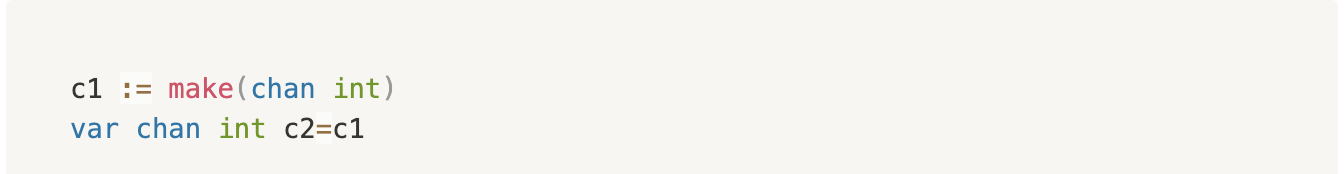 c1 := make(chan int)
var chan int c2=c1